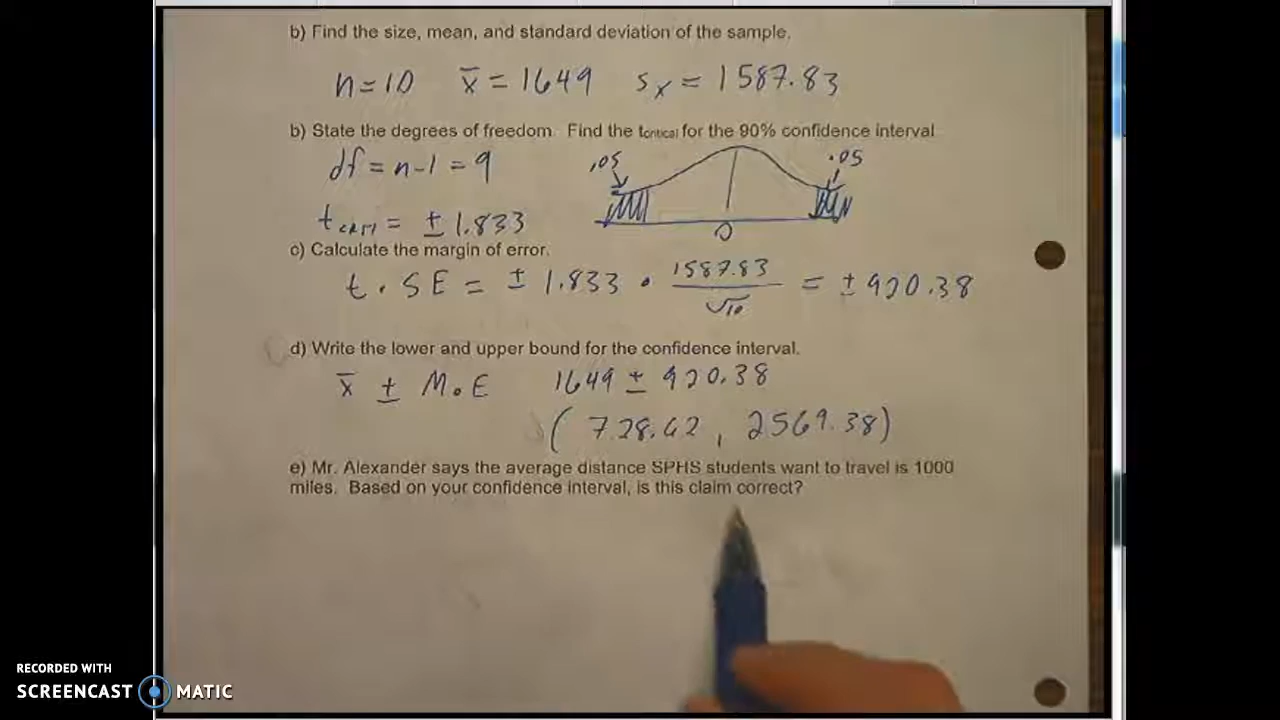 b) Find the size, mean, and standard deviation of the sample.
n = 10 x̄ = 1649 sₓ = 1587.83
b) State the degrees of freedom. Find the tcritical for the 90% confidence interval
df = n-1 = 9
.05 .05
tcrit = ± 1.833
0
c) Calculate the margin of error.
t · SE = ± 1.833 · 1587.83/√10 = ± 920.38
d) Write the lower and upper bound for the confidence interval.
x̄ ± M.o E 1649 ± 920.38
( 728.62 , 2569.38)
e) Mr. Alexander says the average distance SPHS students want to travel is 1000
miles. Based on your confidence interval, is this claim correct?
RECORDED WITH
SCREENCAST MATIC